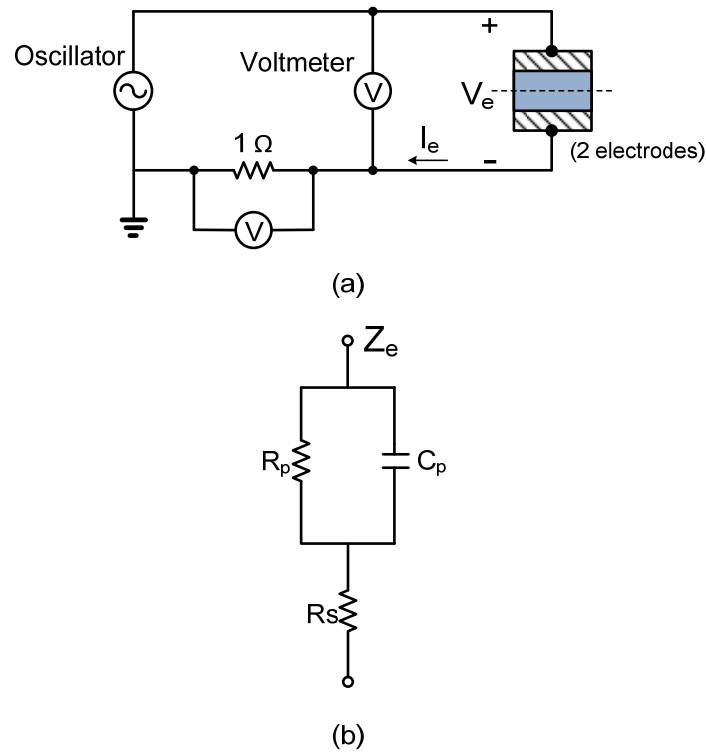 Oscillator
Voltmeter
V
+
Vₑ
1 Ω
Iₑ
-
(2 electrodes)
V
(a)
Zₑ
Rₚ
Cₚ
Rs
(b)